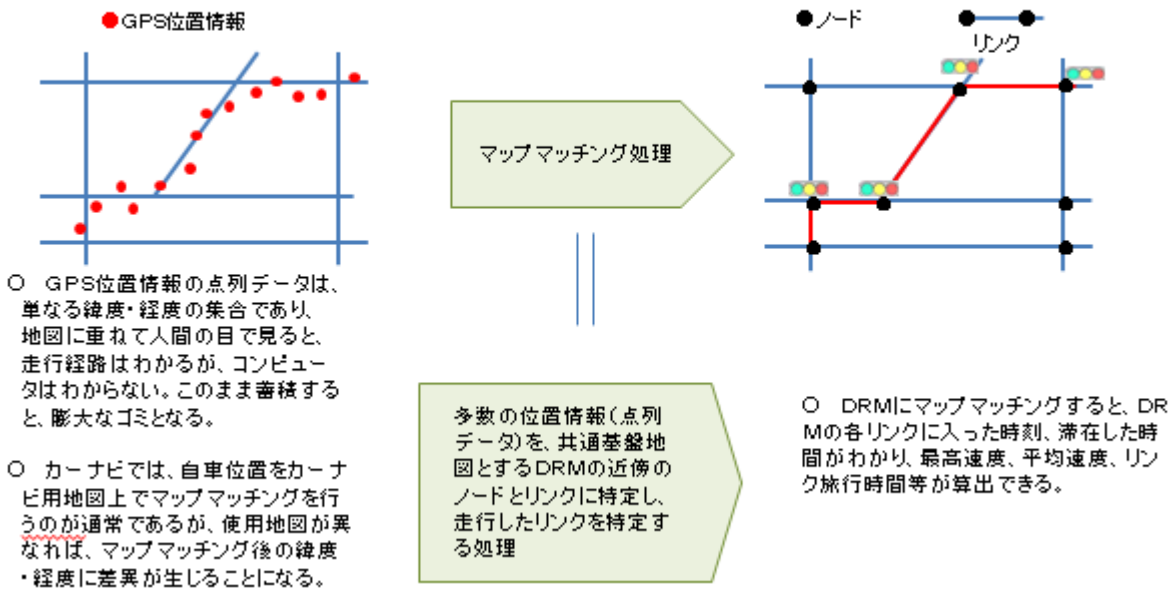 ●GPS位置情報
○　GPS位置情報の点列データは、
単なる緯度・経度の集合であり、
地図に重ねて人間の目で見ると、
走行経路はわかるが、コンピュー
タはわからない。このまま蓄積する
と、膨大なゴミとなる。
○　カーナビでは、自車位置をカーナ
ビ用地図上でマップマッチングを行
うのが通常であるが、使用地図が異
なれば、マップマッチング後の緯度
・経度に差異が生じることになる。
マップマッチング処理
多数の位置情報(点列
データ)を、共通基盤地
図とするDRMの近傍の
ノードとリンクに特定し、
走行したリンクを特定す
る処理
●ノード
リンク
○　DRMにマップマッチングすると、DR
Mの各リンクに入った時刻、滞在した時
間がわかり、最高速度、平均速度、リン
ク旅行時間等が算出できる。